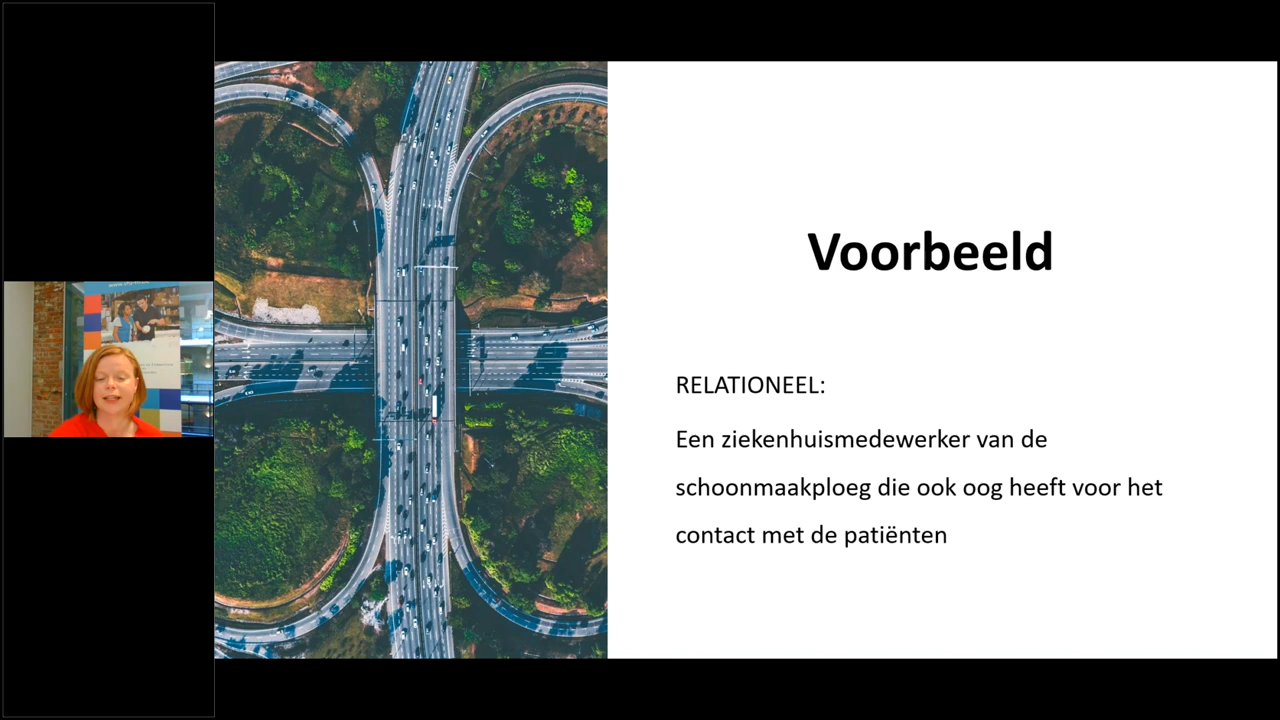 Voorbeeld
RELATIONEEL:
Een ziekenhuismedewerker van de
schoonmaakploeg die ook oog heeft voor het
contact met de patiënten